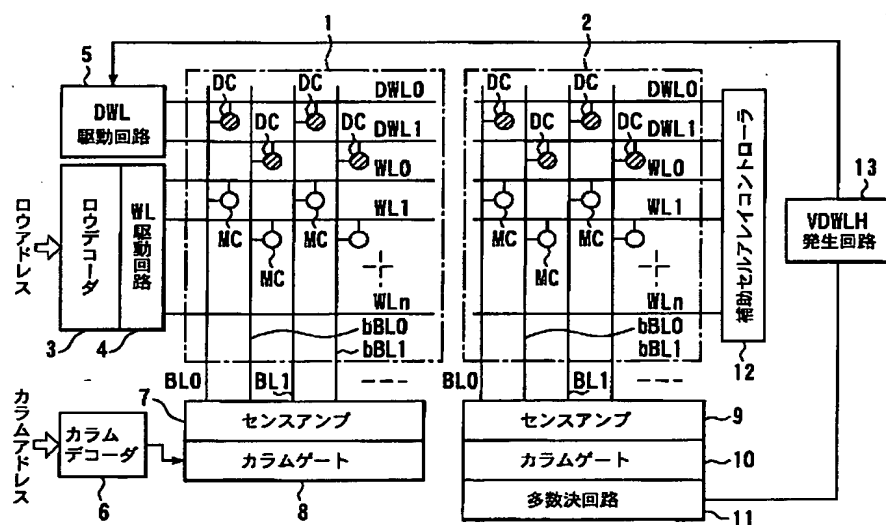 1
2
5
DWL
駆動回路
DC
DC
DWL0
DC
DC
DWL1
WL0
MC
MC
WL1
MC
MC
WLn
bBL0
bBL1
BL0
BL1
ロウアドレス
ロウデコーダ
WL駆動回路
3
4
カラムアドレス
カラム
デコーダ
6
7
センスアンプ
カラムゲート
8
DC
DC
DWL0
DC
DC
DWL1
WL0
MC
MC
WL1
MC
MC
WLn
bBL0
bBL1
BL0
BL1
補助セルアレイコントローラ
12
13
VDWLH
発生回路
センスアンプ
9
カラムゲート
10
多数決回路
11